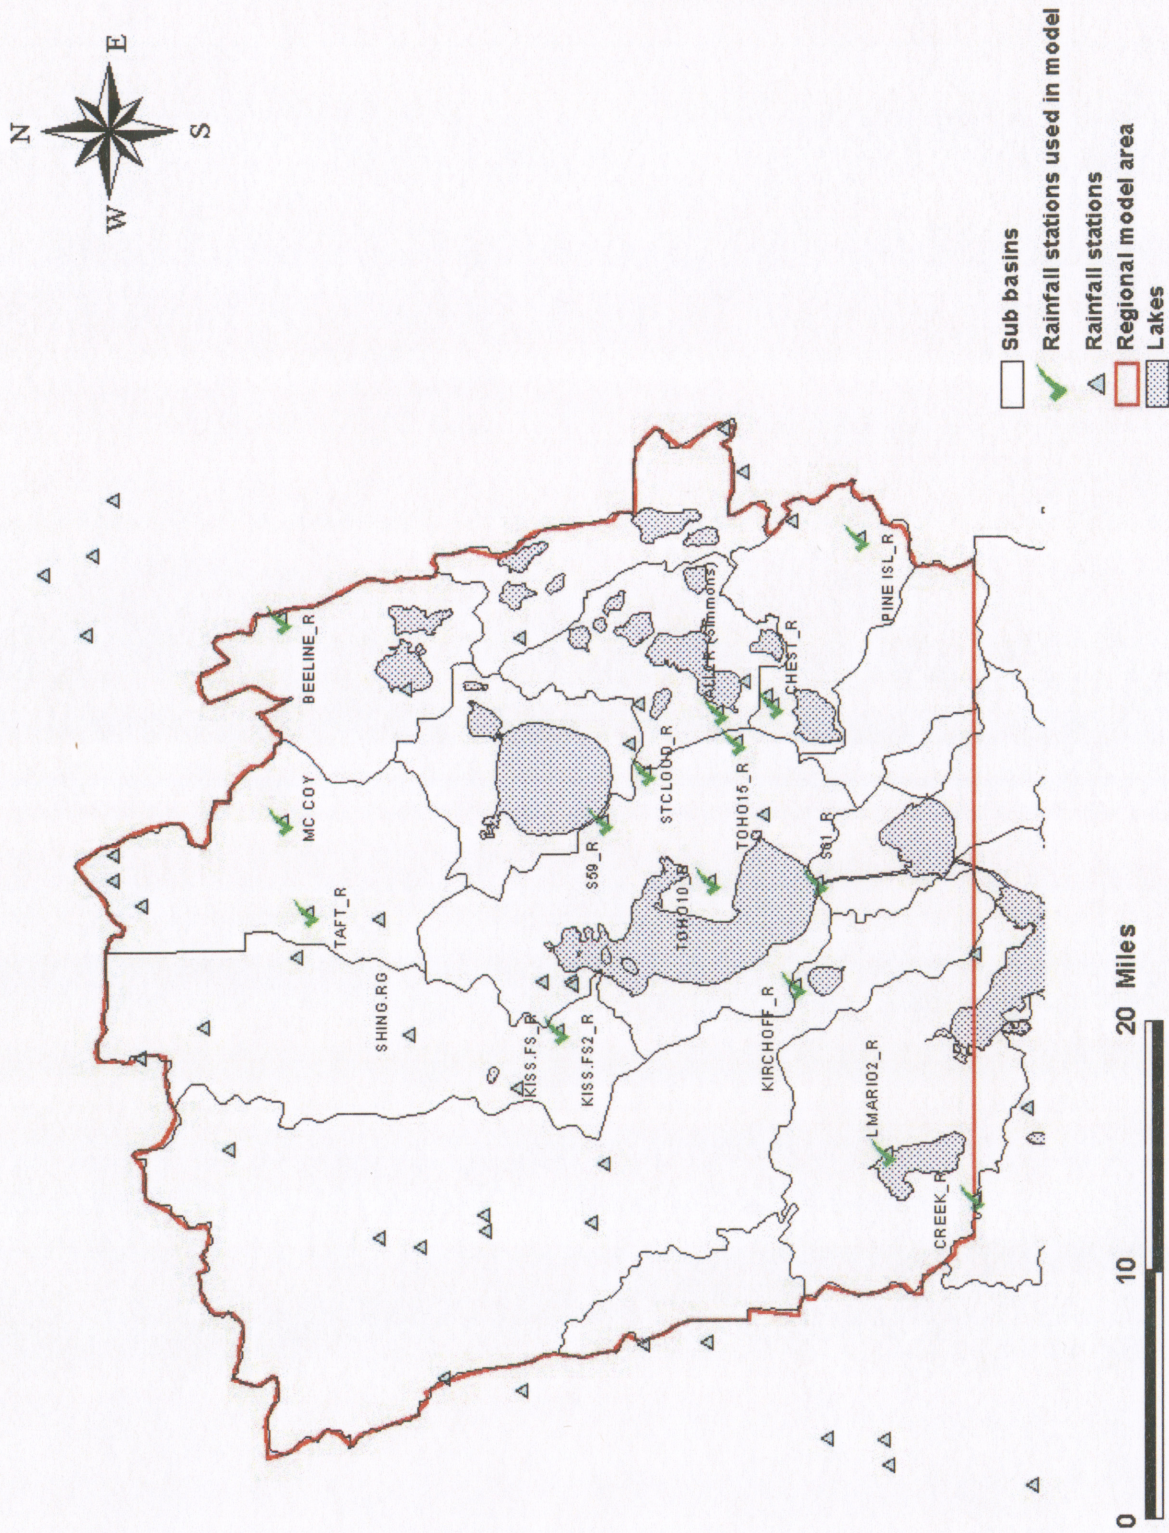 N
W
E
S
BEELINE_R
MC COY
TAFT_R
SHING.RG
KISS.FS_R
KISS.FS2_R
S59_R
STCLOUD_R
TOHO10_R
TOHO15_R
(Simmons)
CHEST_R
PINE ISL_R
S61_R
KIRCHOFF_R
LMARIO2_R
CREEK_R
Sub basins
Rainfall stations used in model
Rainfall stations
Regional model area
Lakes
0 10 20 Miles